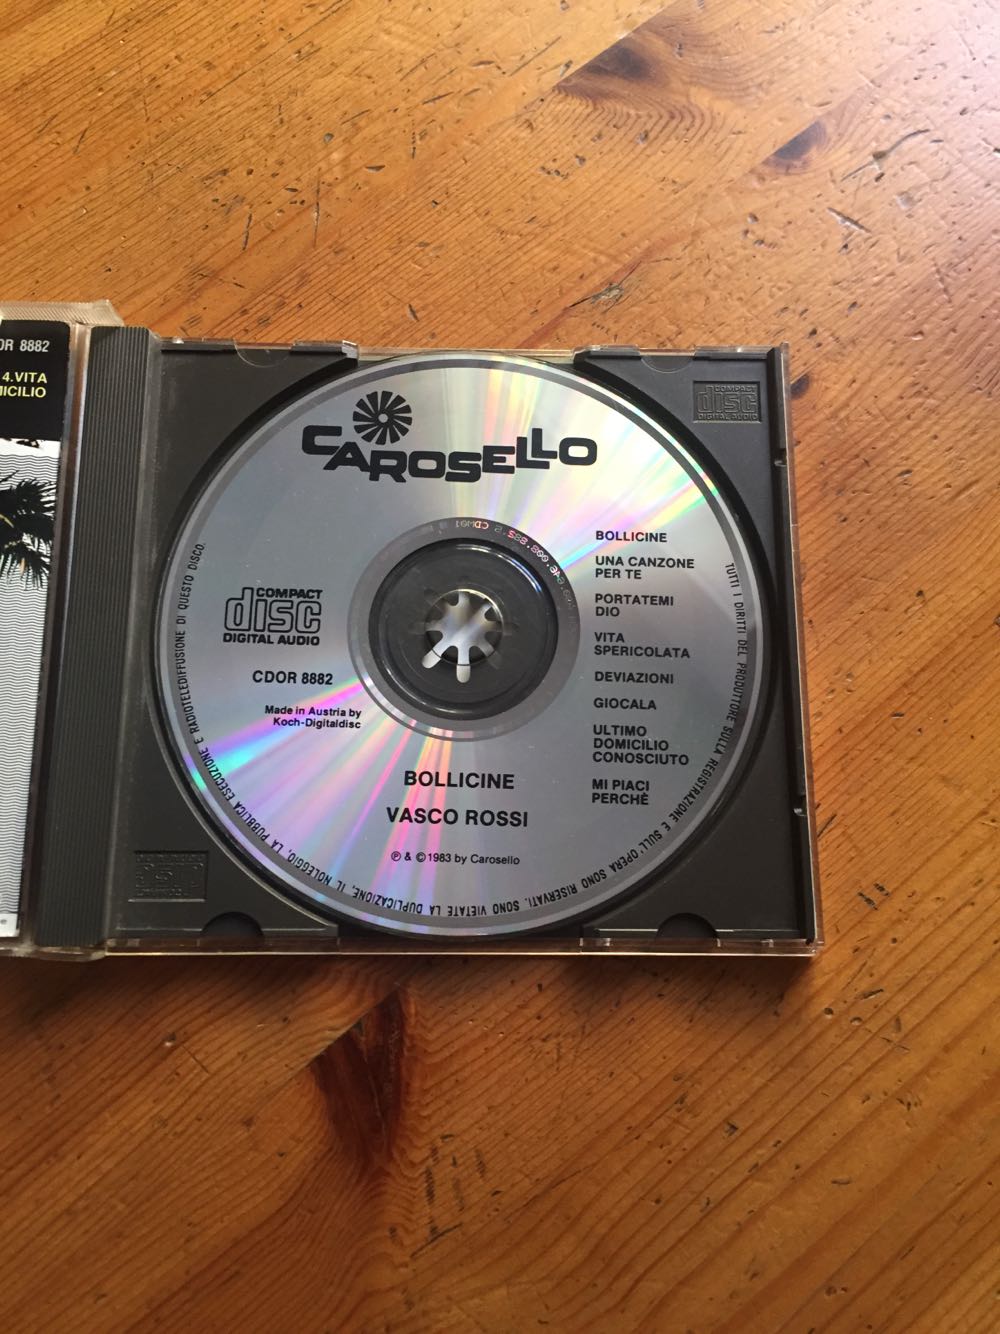 OR 8882
4.VITA
MICILIO
COMPACT
disc
DIGITAL AUDIO
CAROSELLO
BOLLICINE
UNA CANZONE
PER TE
PORTATEMI
DIO
VITA
SPERICOLATA
DEVIAZIONI
GIOCALA
ULTIMO
DOMICILIO
CONOSCIUTO
MI PIACI
PERCHÈ
COMPACT
disc
DIGITAL AUDIO
CDOR 8882
Made in Austria by
Koch-Digitaldisc
BOLLICINE
VASCO ROSSI
℗ & © 1983 by Carosello
TUTTI I DIRITTI DEL PRODUTTORE SULLA REGISTRAZIONE E SULL'OPERA SONO RISERVATI. SONO VIETATE LA DUPLICAZIONE, IL NOLEGGIO, LA PUBBLICA ESECUZIONE E RADIOTELEDIFFUSIONE DI QUESTO DISCO.